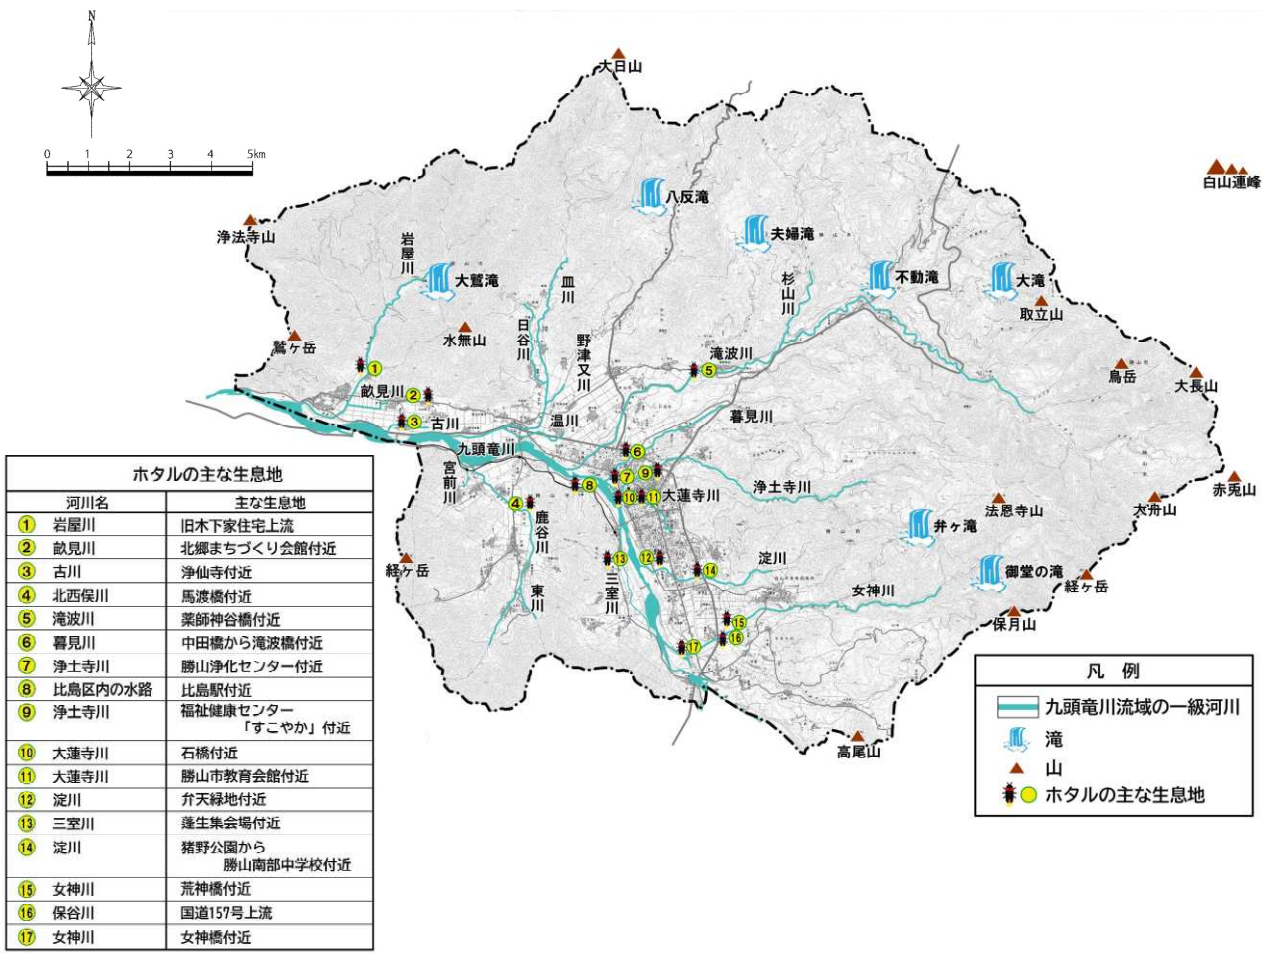 N
0 1 2 3 4 5km
大日山
白山連峰
八反滝
夫婦滝
浄法寺山
岩屋川
大鷲滝
皿川
杉山川
不動滝
大滝
取立山
日谷川
野津又川
水無山
鷲ヶ岳
滝波川
鳥岳
大長山
① ⑤
畝見川 ②
③ 古川
温川
暮見川
九頭竜川
⑥
宮前川
⑧ ⑦ ⑨
浄土寺川
赤兎山
⑩ ⑪ 大蓮寺川
法恩寺山
大舟山
④
鹿谷川
弁ヶ滝
経ヶ岳
⑬ ⑫ ⑭
淀川
御堂の滝
経ヶ岳
三室川
東川
女神川
保月山
⑮
⑯
⑰
高尾山
ホタルの主な生息地
河川名 主な生息地
① 岩屋川 旧木下家住宅上流
② 畝見川 北郷まちづくり会館付近
③ 古川 浄仙寺付近
④ 北西俣川 馬渡橋付近
⑤ 滝波川 薬師神谷橋付近
⑥ 暮見川 中田橋から滝波橋付近
⑦ 浄土寺川 勝山浄化センター付近
⑧ 比島区内の水路 比島駅付近
⑨ 浄土寺川 福祉健康センター
「すこやか」付近
⑩ 大蓮寺川 石橋付近
⑪ 大蓮寺川 勝山市教育会館付近
⑫ 淀川 弁天緑地付近
⑬ 三室川 蓬生集会場付近
⑭ 淀川 猪野公園から
勝山南部中学校付近
⑮ 女神川 荒神橋付近
⑯ 保谷川 国道157号上流
⑰ 女神川 女神橋付近
凡 例
九頭竜川流域の一級河川
滝
山
ホタルの主な生息地